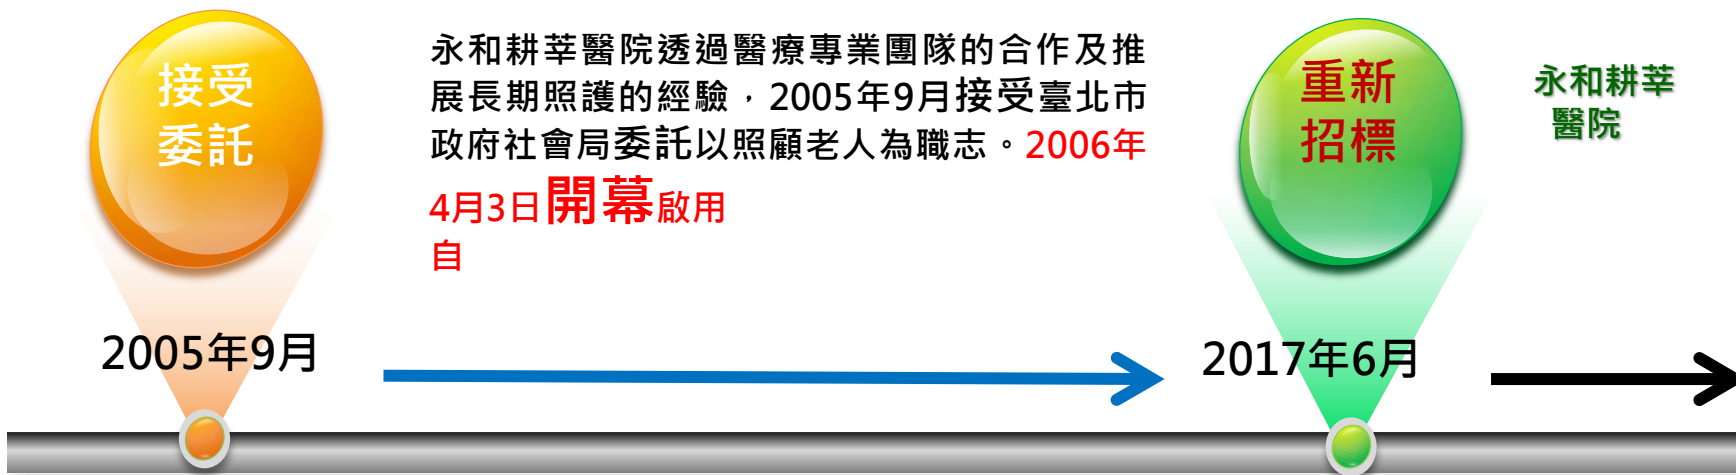 接受
委託
永和耕莘醫院透過醫療專業團隊的合作及推
展長期照護的經驗，2005年9月接受臺北市
政府社會局委託以照顧老人為職志。2006年
4月3日開幕啟用
自
重新
招標
永和耕莘
醫院
2005年9月
2017年6月